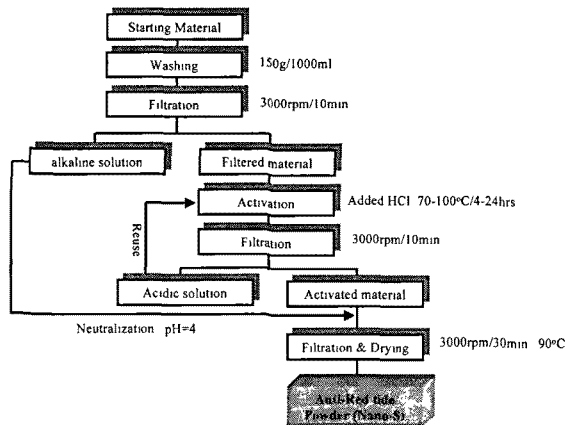 Starting Material
Washing
150g/1000ml
Filtration
3000rpm/10min
alkaline solution
Filtered material
Activation
Added HCl 70-100ºC/4-24hrs
Reuse
Filtration
3000rpm/10min
Acidic solution
Activated material
Neutralization pH=4
Filtration & Drying
3000rpm/30min 90ºC
Anti-Red tide
Powder (Nano-S)